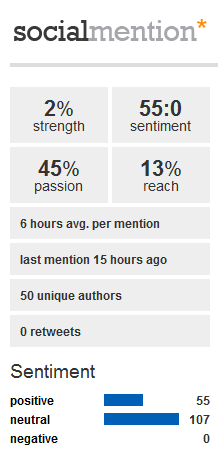 socialmention*
2% 55:0
strength sentiment
45% 13%
passion reach
6 hours avg. per mention
last mention 15 hours ago
50 unique authors
0 retweets
Sentiment
positive 55
neutral 107
negative 0